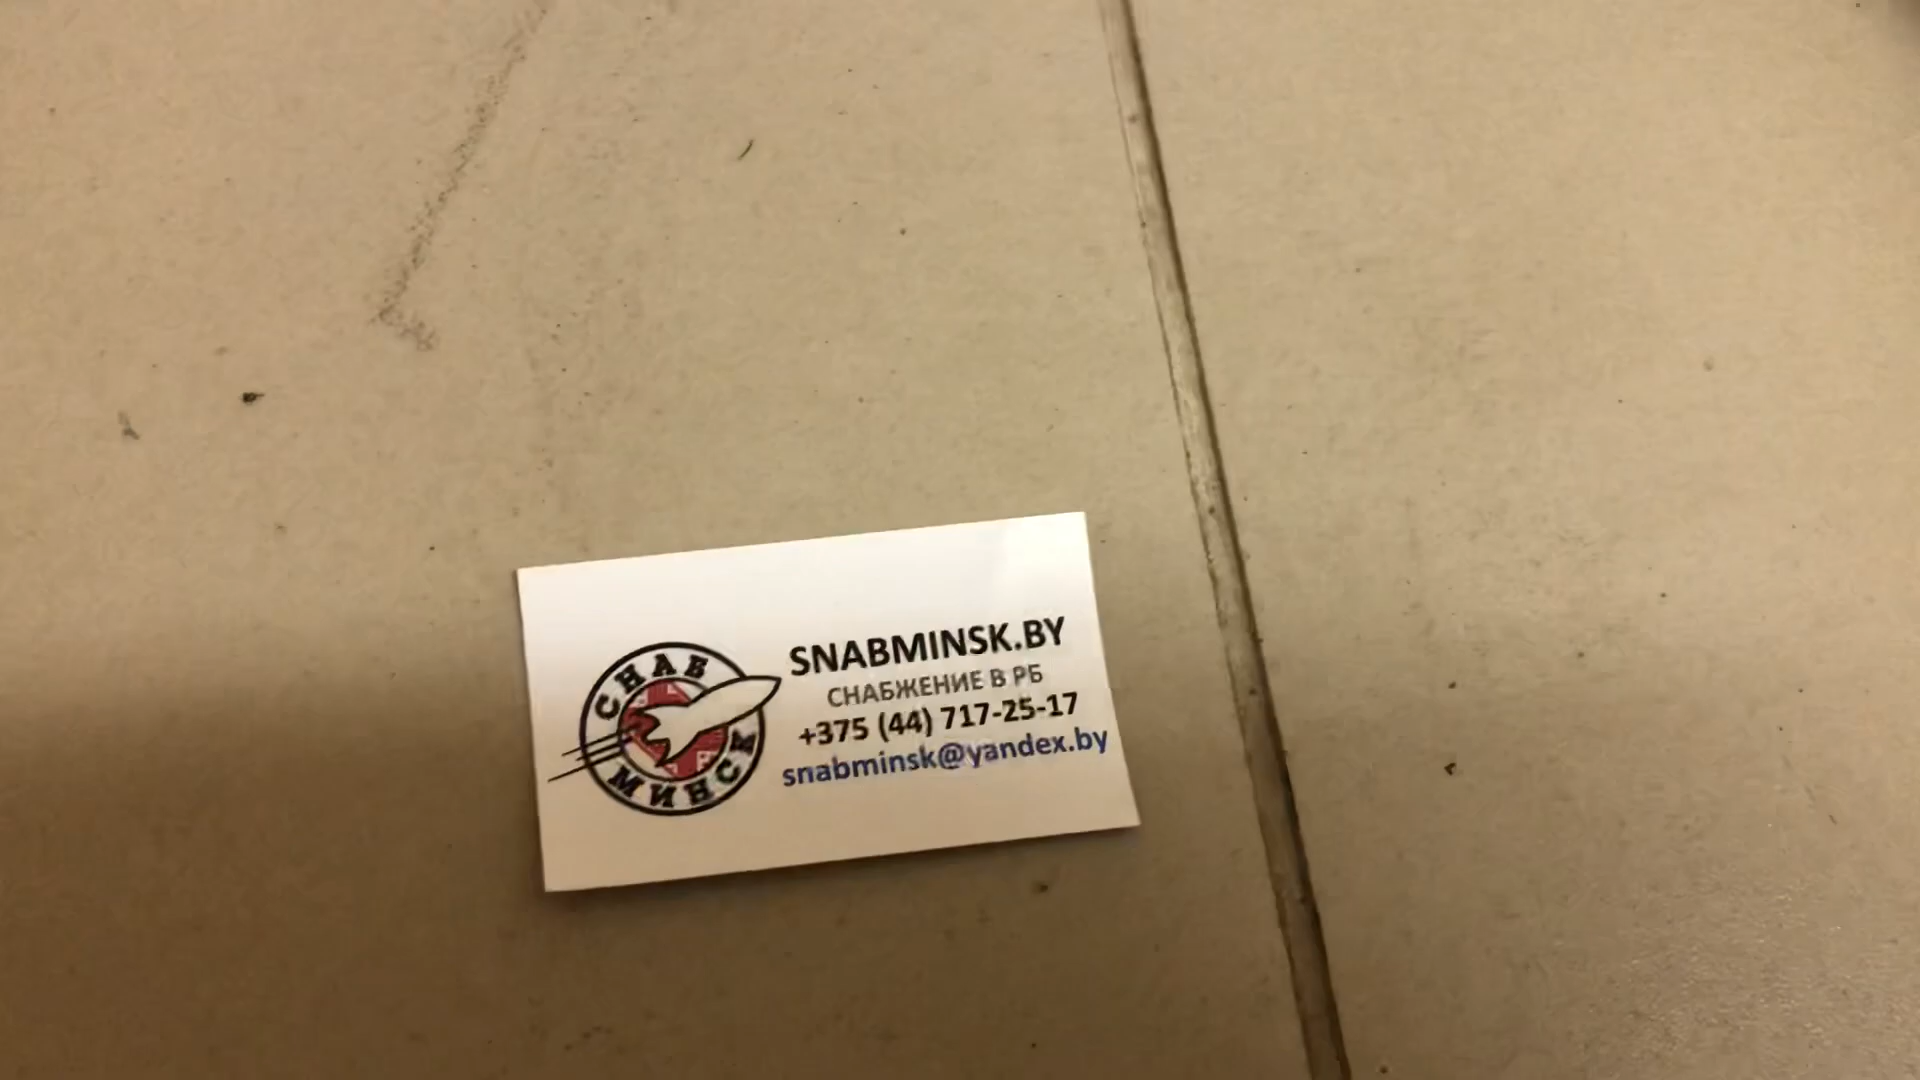 СНАБ
МИНСК
SNABMINSK.BY
СНАБЖЕНИЕ В РБ
+375 (44) 717-25-17
snabminsk@yandex.by